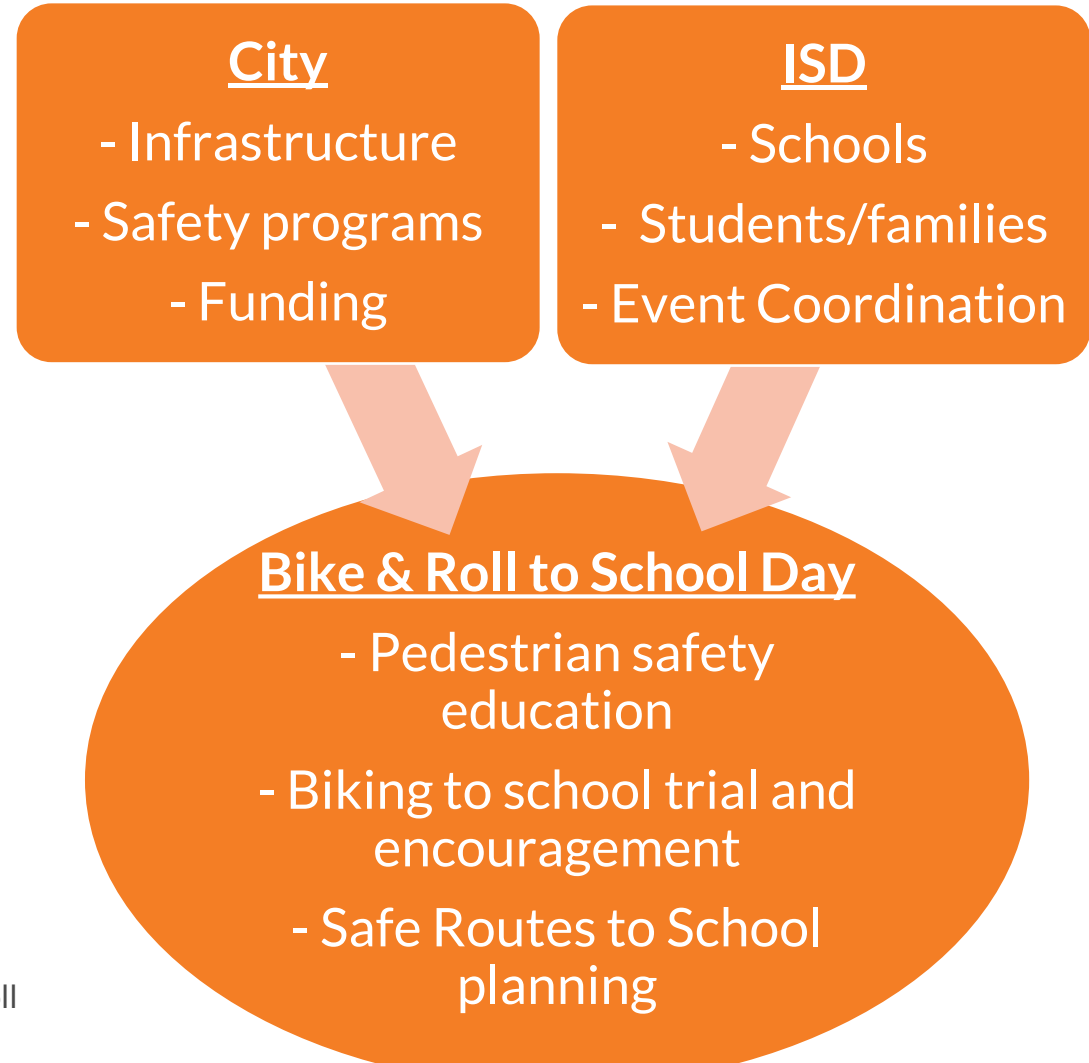 City
- Infrastructure
- Safety programs
- Funding
ISD
- Schools
- Students/families
- Event Coordination
Bike & Roll to School Day
- Pedestrian safety
education
- Biking to school trial and
encouragement
- Safe Routes to School
planning
ll